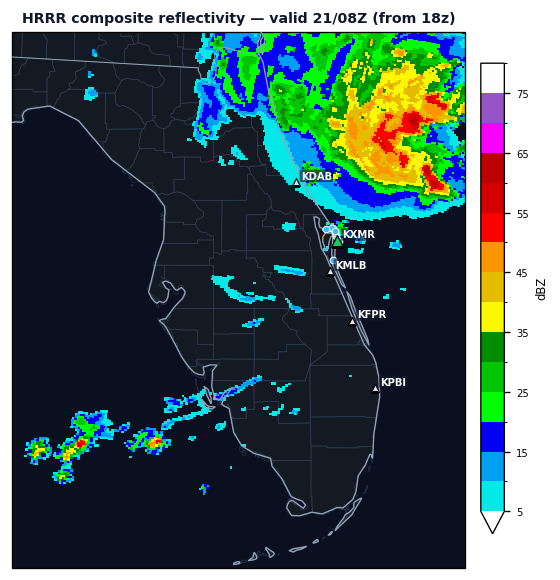 HRRR composite reflectivity — valid 21/08Z (from 18z)
KDAB
KXMR
KMLB
KFPR
KPBI
75
65
55
45
35
25
15
5
dBZ